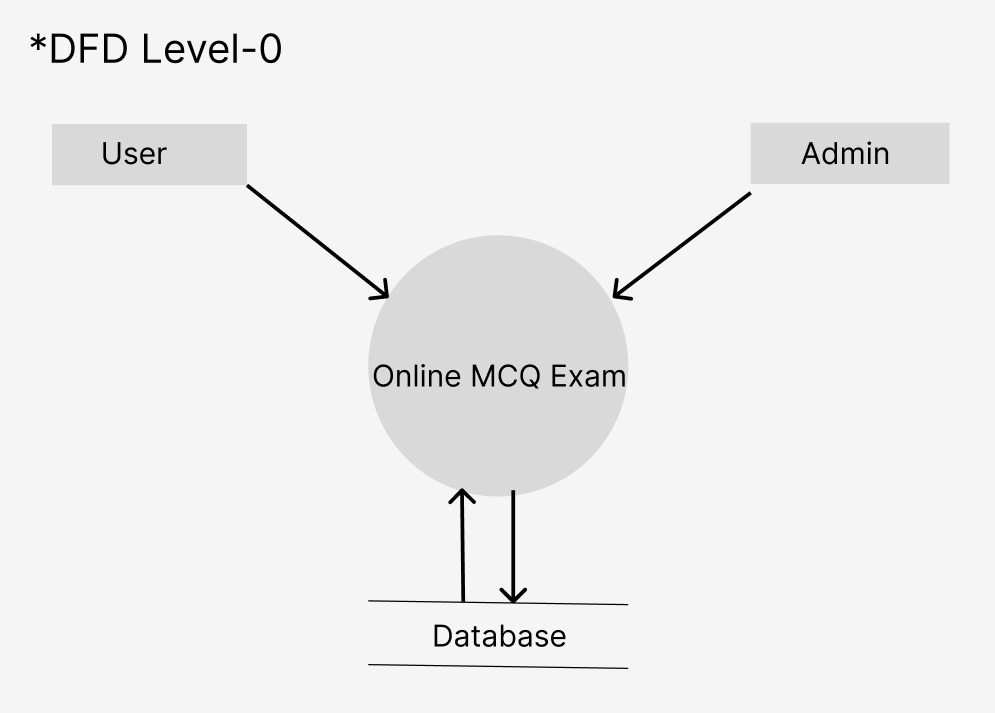 *DFD Level-0
User
Admin
Online MCQ Exam
Database